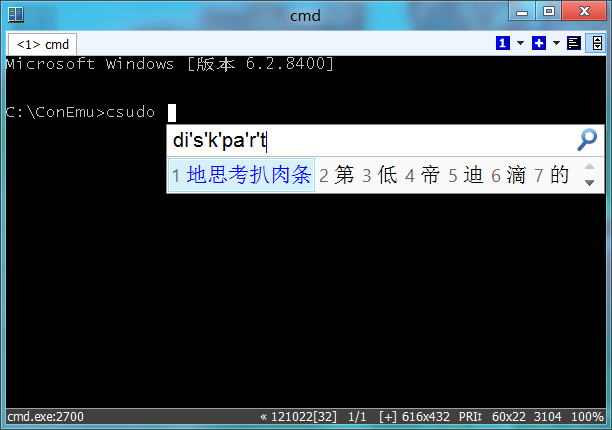 cmd
<1> cmd
1
Microsoft Windows [版本 6.2.8400]
C:\ConEmu>csudo
di's'k'pa'r't
1 地思考扒肉条 2 第 3 低 4 帝 5 迪 6 滴 7 的
cmd.exe:2700 « 121022[32] 1/1 [+] 616x432 PRI↕ 60x22 3104 100%